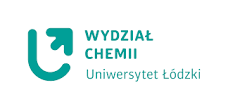 WYDZIAŁ
CHEMII
Uniwersytet Łódzki